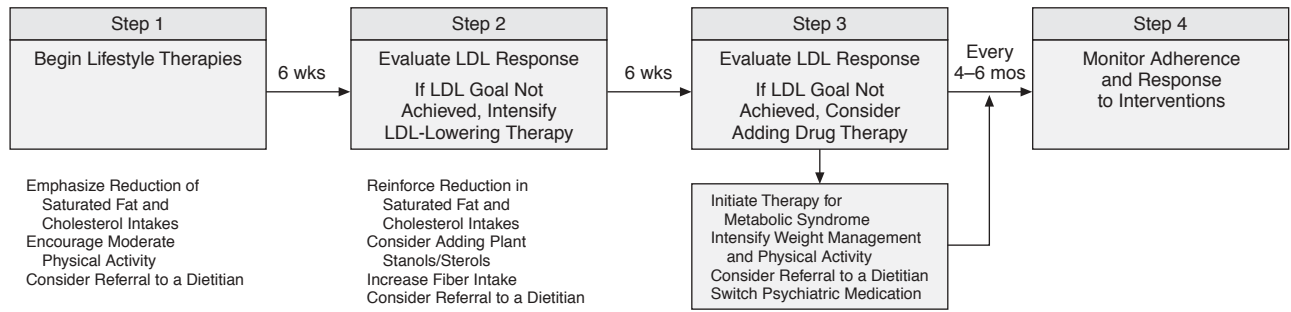 Step 1
Begin Lifestyle Therapies
Emphasize Reduction of
Saturated Fat and
Cholesterol Intakes
Encourage Moderate
Physical Activity
Consider Referral to a Dietitian
6 wks
Step 2
Evaluate LDL Response
If LDL Goal Not
Achieved, Intensify
LDL-Lowering Therapy
Reinforce Reduction in
Saturated Fat and
Cholesterol Intakes
Consider Adding Plant
Stanols/Sterols
Increase Fiber Intake
Consider Referral to a Dietitian
6 wks
Step 3
Evaluate LDL Response
If LDL Goal Not
Achieved, Consider
Adding Drug Therapy
Initiate Therapy for
Metabolic Syndrome
Intensify Weight Management
and Physical Activity
Consider Referral to a Dietitian
Switch Psychiatric Medication
Every
4–6 mos
Step 4
Monitor Adherence
and Response
to Interventions